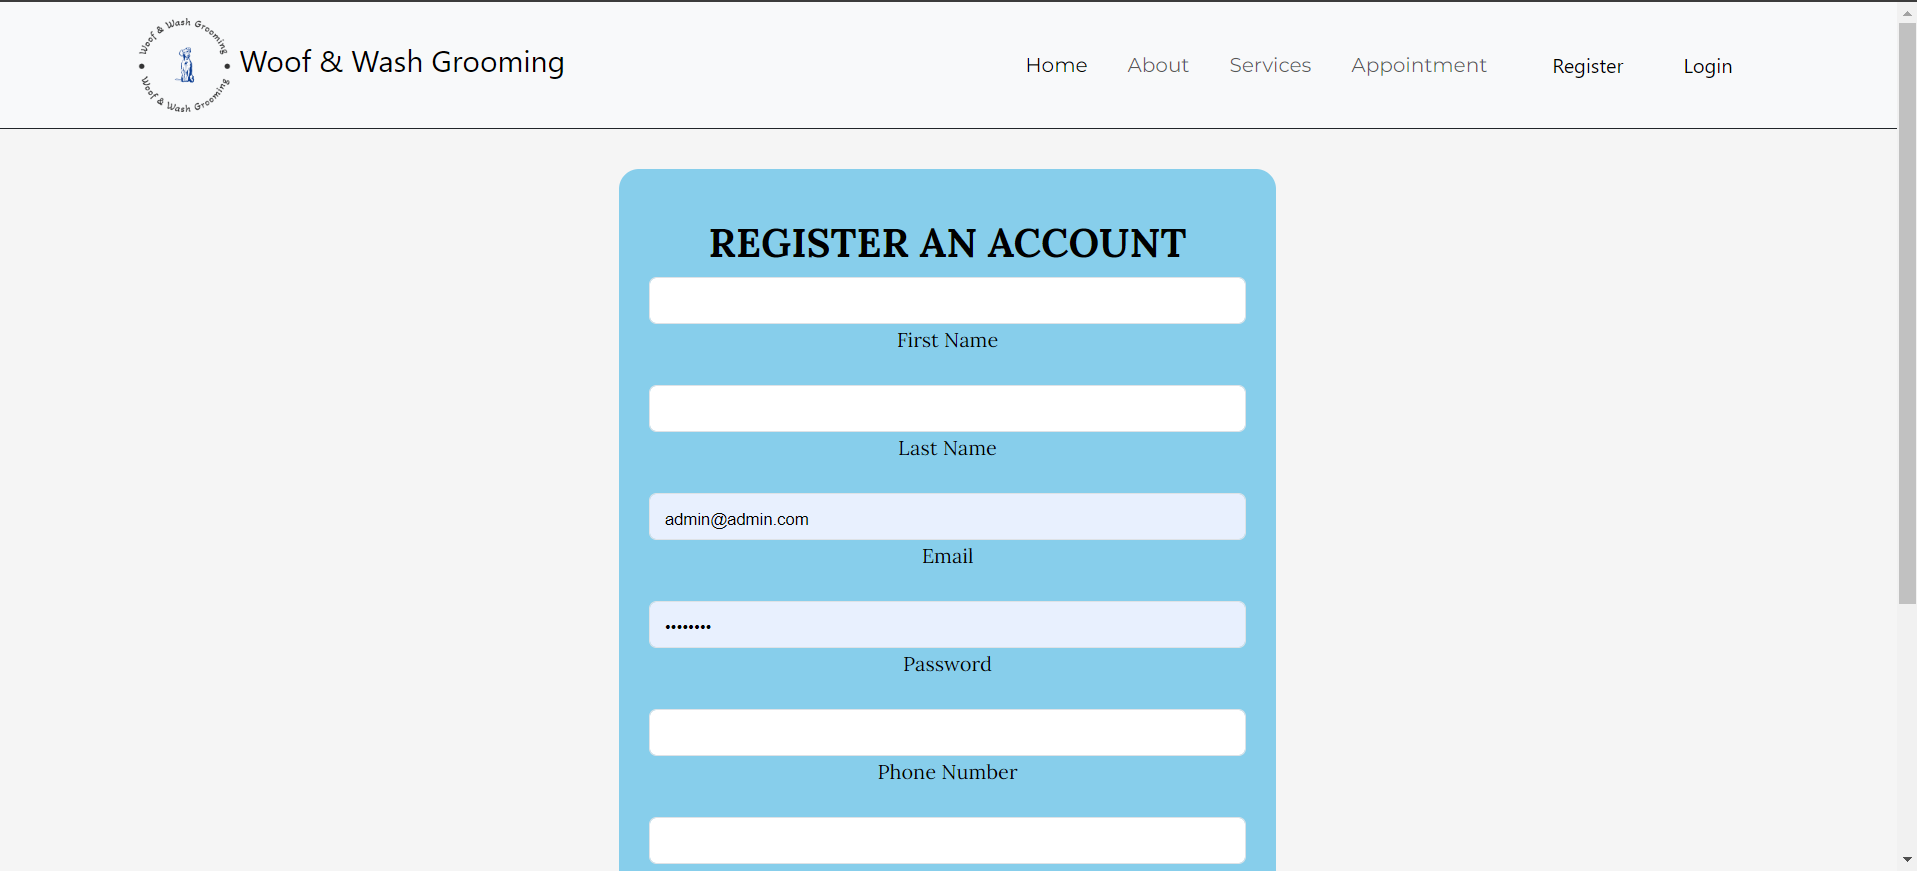 Woof & Wash Grooming
Woof & Wash Grooming
Woof & Wash Grooming
Home About Services Appointment Register Login
REGISTER AN ACCOUNT
First Name
Last Name
admin@admin.com
Email
••••••••
Password
Phone Number